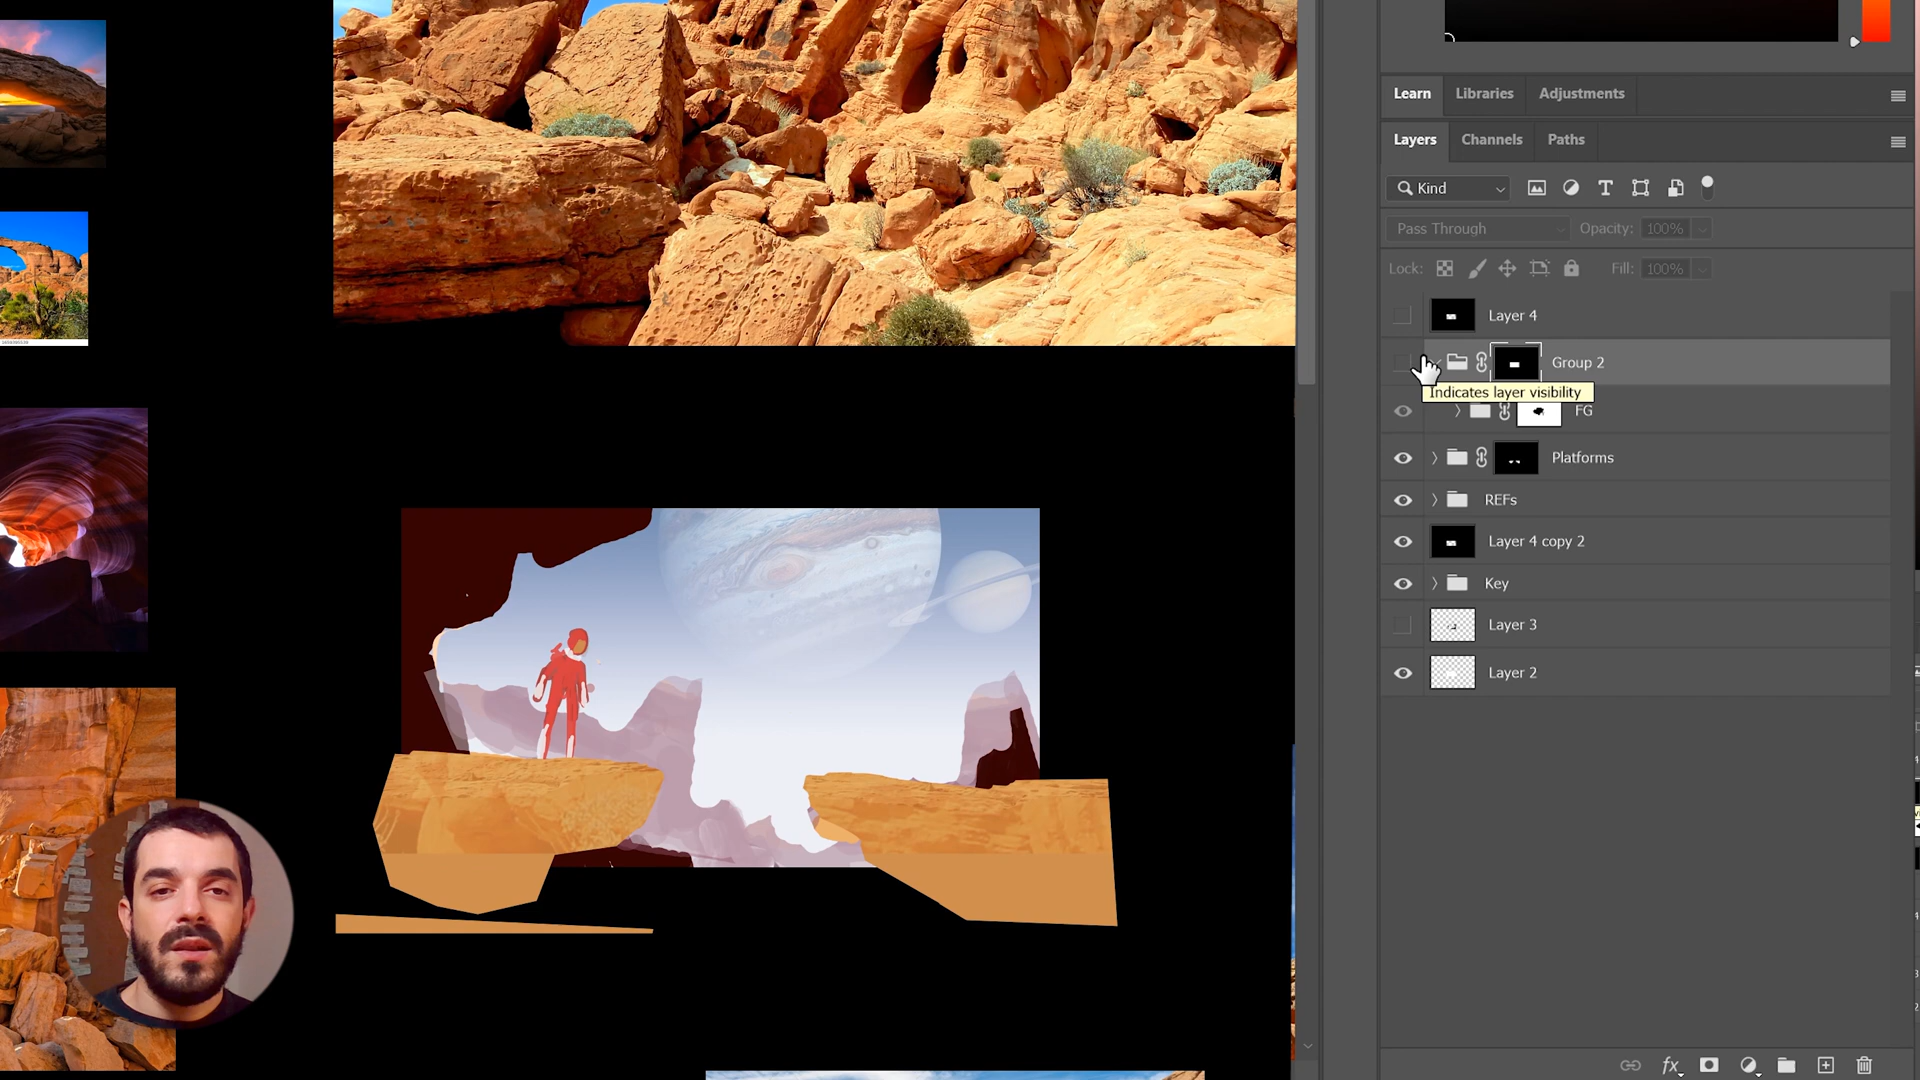 Learn Libraries Adjustments
Layers Channels Paths
Kind
Pass Through Opacity: 100%
Lock: Fill: 100%
Layer 4
Group 2
Indicates layer visibility
FG
Platforms
REFs
Layer 4 copy 2
Key
Layer 3
Layer 2
fx